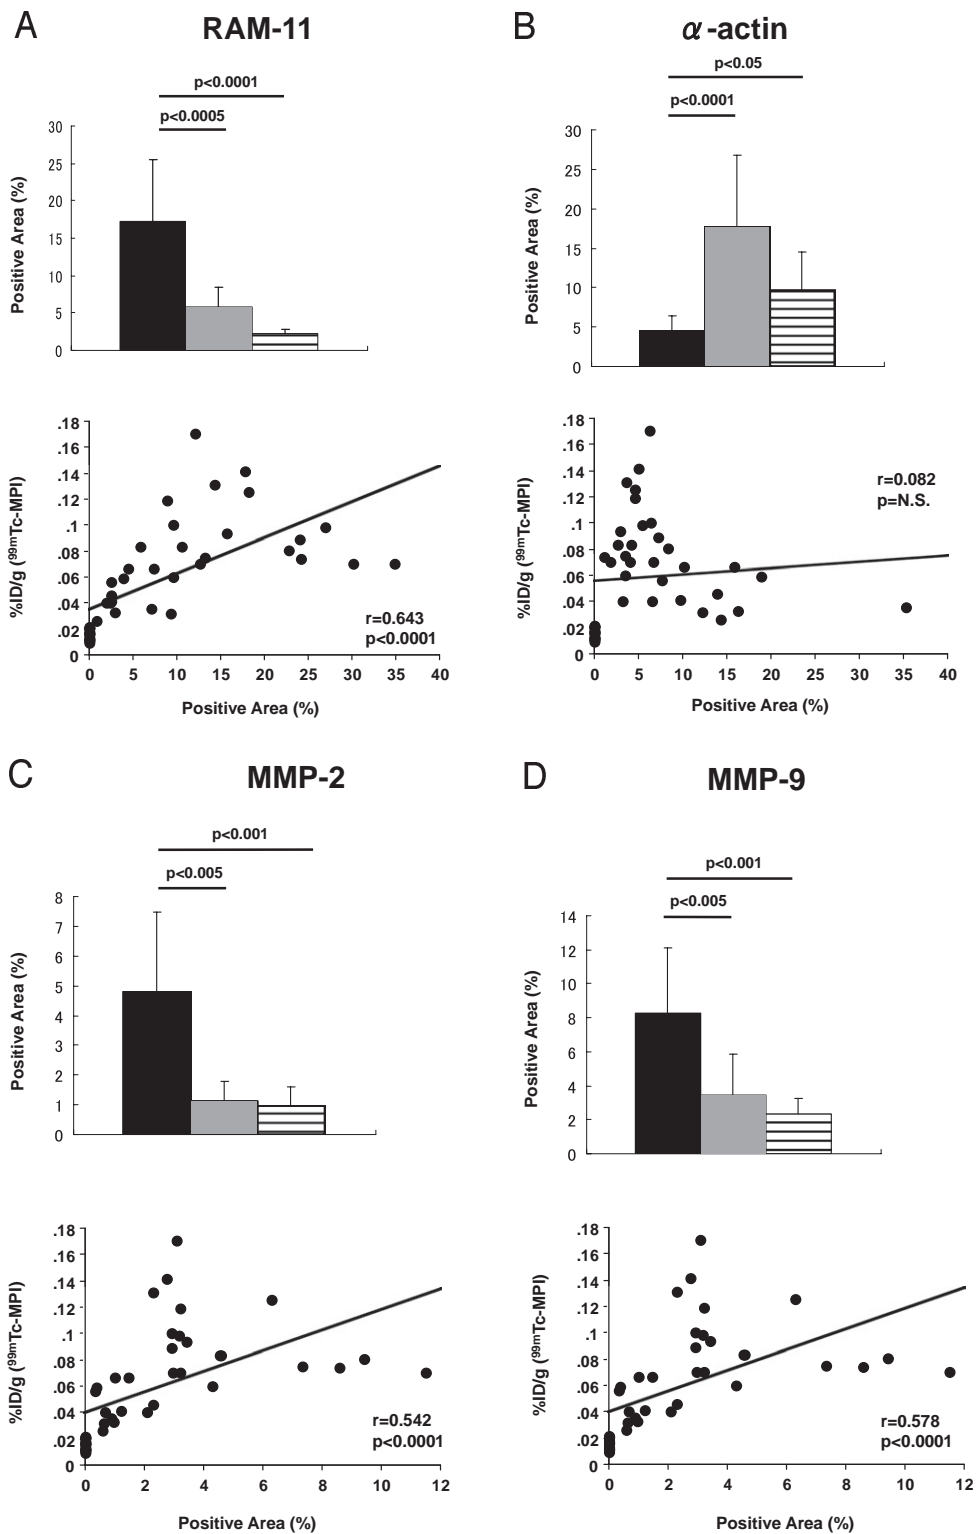 A
RAM-11
p<0.0001
p<0.0005
30
25
20
15
10
5
0
Positive Area (%)
.18
.16
.14
.12
.1
.08
.06
.04
.02
0
%ID/g (99mTc-MPI)
r=0.643
p<0.0001
0 5 10 15 20 25 30 35 40
Positive Area (%)
B
α-actin
p<0.05
p<0.0001
30
25
20
15
10
5
0
Positive Area (%)
.18
.16
.14
.12
.1
.08
.06
.04
.02
0
%ID/g (99mTc-MPI)
r=0.082
p=N.S.
0 5 10 15 20 25 30 35 40
Positive Area (%)
C
MMP-2
p<0.001
p<0.005
8
7
6
5
4
3
2
1
0
Positive Area (%)
.18
.16
.14
.12
.1
.08
.06
.04
.02
0
%ID/g (99mTc-MPI)
r=0.542
p<0.0001
0 2 4 6 8 10 12
Positive Area (%)
D
MMP-9
p<0.001
p<0.005
14
12
10
8
6
4
2
0
Positive Area (%)
.18
.16
.14
.12
.1
.08
.06
.04
.02
0
%ID/g (99mTc-MPI)
r=0.578
p<0.0001
0 2 4 6 8 10 12
Positive Area (%)